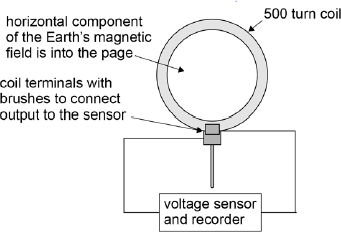 horizontal component
of the Earth's magnetic
field is into the page
500 turn coil
coil terminals with
brushes to connect
output to the sensor
voltage sensor
and recorder